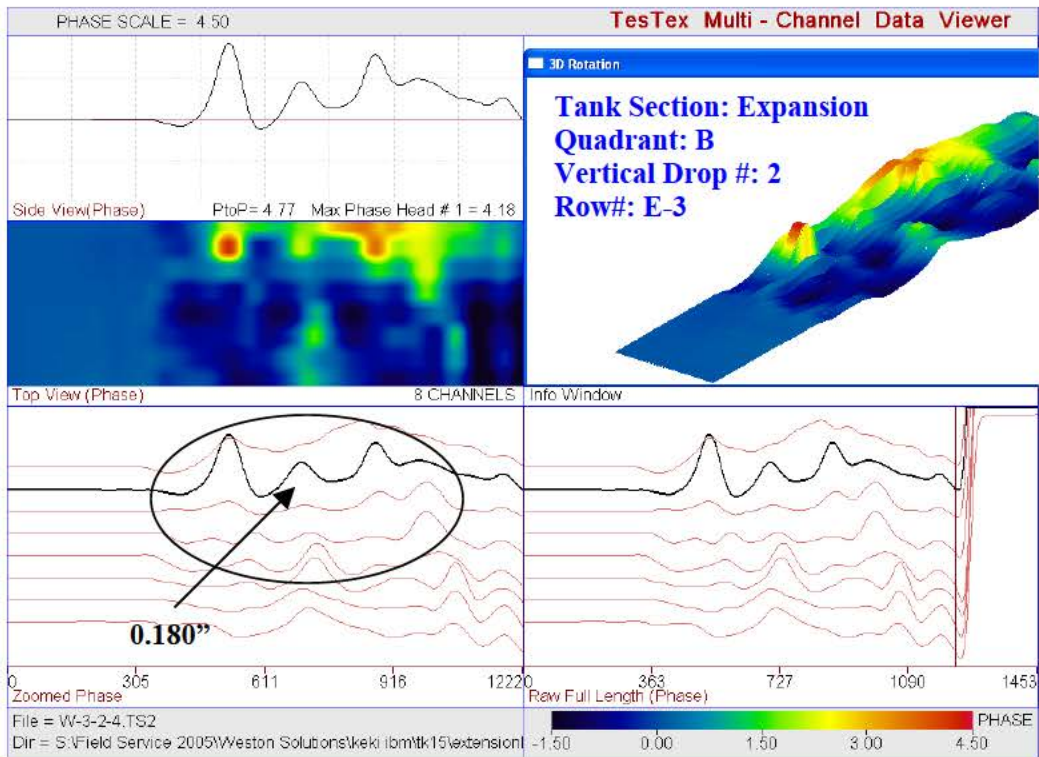 PHASE SCALE = 4.50
TesTex Multi - Channel Data Viewer
3D Rotation
Tank Section: Expansion
Quadrant: B
Vertical Drop #: 2
Row#: E-3
Side View(Phase) PtoP= 4.77 Max Phase Head # 1 = 4.18
Top View (Phase) 8 CHANNELS
Info Window
0.180”
0 305 611 916 1222
0 363 727 1090 1453
Zoomed Phase
Raw Full Length (Phase)
File = W-3-2-4.TS2
Dir = S:\Field Service 2005\Weston Solutions\keki ibm\tk15\extension
PHASE
-1.50 0.00 1.50 3.00 4.50